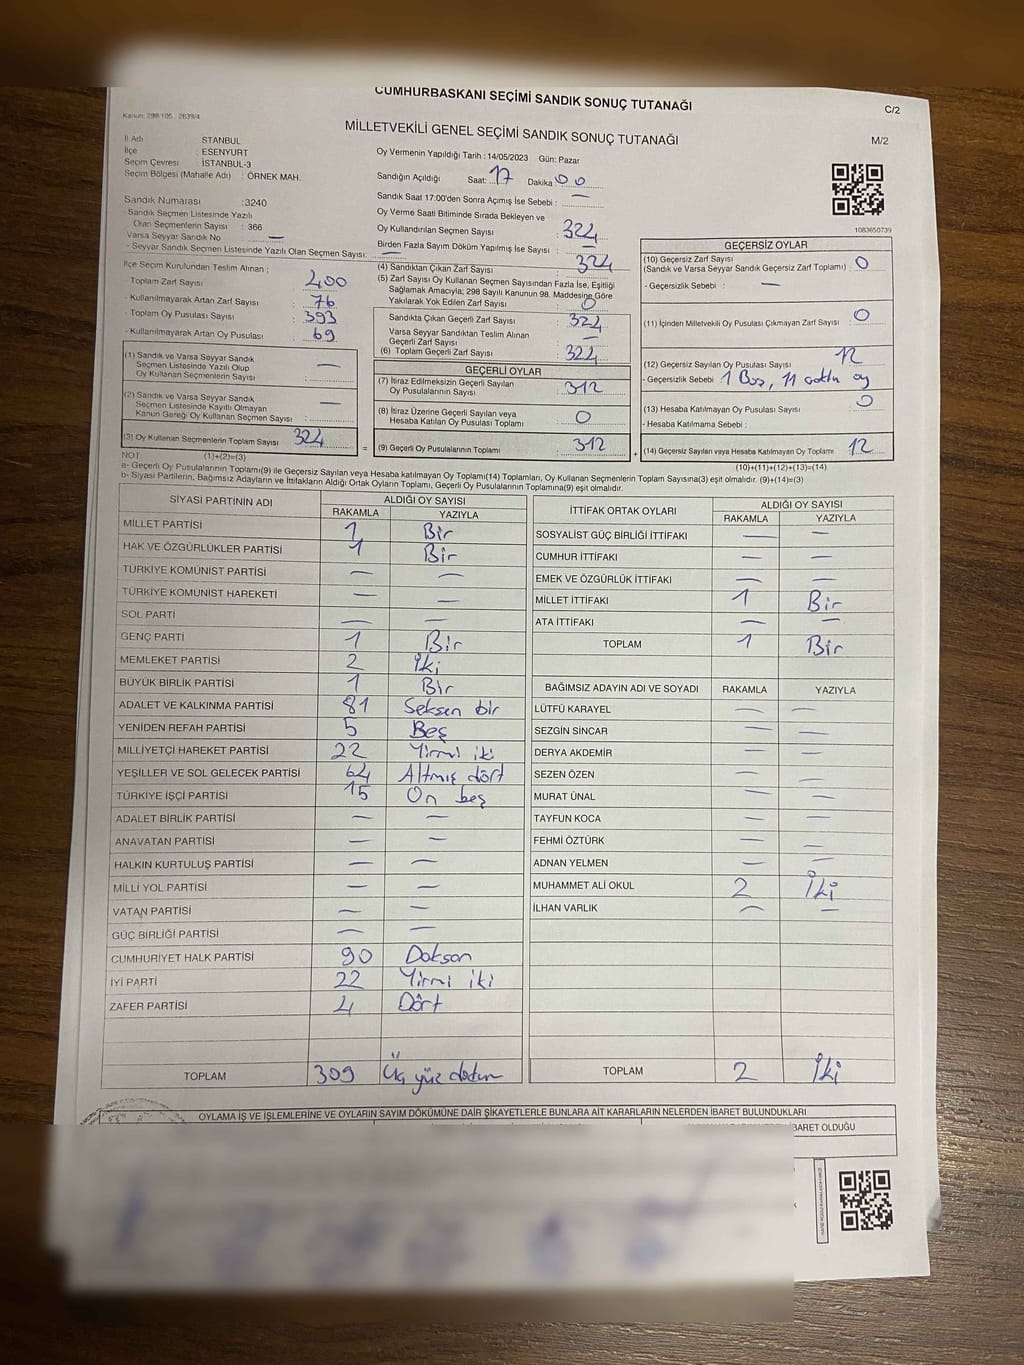 CUMHURBAŞKANI SEÇİMİ SANDIK SONUÇ TUTANAĞI
C/2
Kanun: 298/105 , 2839/4
MİLLETVEKİLİ GENEL SEÇİMİ SANDIK SONUÇ TUTANAĞI
M/2
İl Adı STANBUL
İlçe : ESENYURT
Seçim Çevresi : İSTANBUL-3
Seçim Bölgesi (Mahalle Adı) : ÖRNEK MAH.
Oy Vermenin Yapıldığı Tarih : 14/05/2023 Gün: Pazar
Sandığın Açıldığı Saat: 17 Dakika 00
Sandık Saat 17:00'den Sonra Açımış İse Sebebi : —
Sandık Numarası :3240
Sandık Seçmen Listesinde Yazılı
Olan Seçmenlerin Sayısı : 366
Varsa Seyyar Sandık No —
Seyyar Sandık Seçmen Listesinde Yazılı Olan Seçmen Sayısı: —
Oy Verme Saati Bitiminde Sırada Bekleyen ve
Oy Kullandırılan Seçmen Sayısı : 324
Birden Fazla Sayım Döküm Yapılmış İse Sayısı : —
1083650739
İlçe Seçim Kurulundan Teslim Alınan ;
- Toplam Zarf Sayısı 400
- Kullanılmayarak Artan Zarf Sayısı : 76
- Toplam Oy Pusulası Sayısı : 393
- Kullanılmayarak Artan Oy Pusulası : 69
(1) Sandık ve Varsa Seyyar Sandık
Seçmen Listesinde Yazılı Olup
Oy Kullanan Seçmenlerin Sayısı : —
(2) Sandık ve Varsa Seyyar Sandık
Seçmen Listesinde Kayıtlı Olmayan
Kanun Gereği Oy Kullanan Seçmen Sayısı : —
(3) Oy Kullanan Seçmenlerin Toplam Sayısı 324
(4) Sandıktan Çıkan Zarf Sayısı 324
(5) Zarf Sayısı Oy Kullanan Seçmen Sayısından Fazla İse, Eşitliği
Sağlamak Amacıyla; 298 Sayılı Kanunun 98. Maddesine Göre
Yakılarak Yok Edilen Zarf Sayısı : 0
Sandıkta Çıkan Geçerli Zarf Sayısı : 324
Varsa Seyyar Sandıktan Teslim Alınan
Geçerli Zarf Sayısı : —
(6) Toplam Geçerli Zarf Sayısı : 324
GEÇERLİ OYLAR
(7) İtiraz Edilmeksizin Geçerli Sayılan
Oy Pusulalarının Sayısı : 312
(8) İtiraz Üzerine Geçerli Sayılan veya
Hesaba Katılan Oy Pusulası Toplamı : 0
= (9) Geçerli Oy Pusulalarının Toplamı : 312
GEÇERSİZ OYLAR
(10) Geçersiz Zarf Sayısı
(Sandık ve Varsa Seyyar Sandık Geçersiz Zarf Toplamı) : 0
- Geçersizlik Sebebi : —
(11) İçinden Milletvekili Oy Pusulası Çıkmayan Zarf Sayısı : 0
(12) Geçersiz Sayılan Oy Pusulası Sayısı : 12
- Geçersizlik Sebebi : 1 Boş, 11 oy
(13) Hesaba Katılmayan Oy Pusulası Sayısı : 0
- Hesaba Katılmama Sebebi :
+ (14) Geçersiz Sayılan veya Hesaba Katılmayan Oy Toplamı : 12
NOT (1)+(2)=(3)
(10)+(11)+(12)+(13)=(14)
a- Geçerli Oy Pusulalarının Toplamı(9) ile Geçersiz Sayılan veya Hesaba katılmayan Oy Toplamı(14) Toplamları, Oy Kullanan Seçmenlerin Toplam Sayısına(3) eşit olmalıdır. (9)+(14)=(3)
b- Siyasi Partilerin, Bağımsız Adayların ve İttifakların Aldığı Ortak Oyların Toplamı, Geçerli Oy Pusulalarının Toplamına(9) eşit olmalıdır.
SİYASİ PARTİNİN ADI ALDIĞI OY SAYISI
RAKAMLA YAZIYLA
MİLLET PARTİSİ 1 Bir
HAK VE ÖZGÜRLÜKLER PARTİSİ 1 Bir
TÜRKİYE KOMÜNİST PARTİSİ — —
TÜRKİYE KOMÜNİST HAREKETİ — —
SOL PARTİ — —
GENÇ PARTİ 1 Bir
MEMLEKET PARTİSİ 2 İki
BÜYÜK BİRLİK PARTİSİ 1 Bir
ADALET VE KALKINMA PARTİSİ 81 Seksen bir
YENİDEN REFAH PARTİSİ 5 Beş
MİLLİYETÇİ HAREKET PARTİSİ 22 Yirmi iki
YEŞİLLER VE SOL GELECEK PARTİSİ 64 Altmış dört
TÜRKİYE İŞÇİ PARTİSİ 15 On beş
ADALET BİRLİK PARTİSİ — —
ANAVATAN PARTİSİ — —
HALKIN KURTULUŞ PARTİSİ — —
MİLLİ YOL PARTİSİ — —
VATAN PARTİSİ — —
GÜÇ BİRLİĞİ PARTİSİ — —
CUMHURİYET HALK PARTİSİ 90 Doksan
İYİ PARTİ 22 Yirmi iki
ZAFER PARTİSİ 4 Dört
TOPLAM 309 Üç yüz dokuz
İTTİFAK ORTAK OYLARI ALDIĞI OY SAYISI
RAKAMLA YAZIYLA
SOSYALİST GÜÇ BİRLİĞİ İTTİFAKI — —
CUMHUR İTTİFAKI — —
EMEK VE ÖZGÜRLÜK İTTİFAKI — —
MİLLET İTTİFAKI 1 Bir
ATA İTTİFAKI — —
TOPLAM 1 Bir
BAĞIMSIZ ADAYIN ADI VE SOYADI RAKAMLA YAZIYLA
LÜTFÜ KARAYEL — —
SEZGİN SİNCAR — —
DERYA AKDEMİR — —
SEZEN ÖZEN — —
MURAT ÜNAL — —
TAYFUN KOCA — —
FEHMİ ÖZTÜRK — —
ADNAN YELMEN — —
MUHAMMET ALİ OKUL 2 İki
İLHAN VARLIK — —
TOPLAM 2 İki
OYLAMA İŞ VE İŞLEMLERİNE VE OYLARIN SAYIM DÖKÜMÜNE DAİR ŞİKAYETLERLE BUNLARA AİT KARARLARIN NELERDEN İBARET BULUNDUKLARI
BARET OLDUĞU